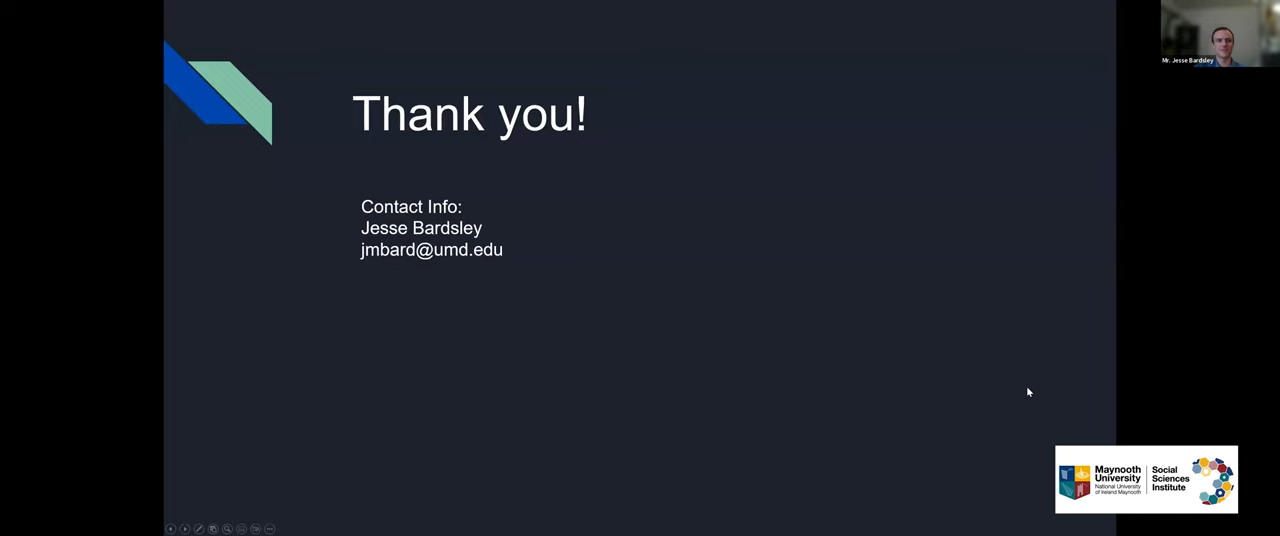 Mr. Jesse Bardsley
Thank you!
Contact Info:
Jesse Bardsley
jmbard@umd.edu
Maynooth
University
National University
of Ireland Maynooth
Social
Sciences
Institute